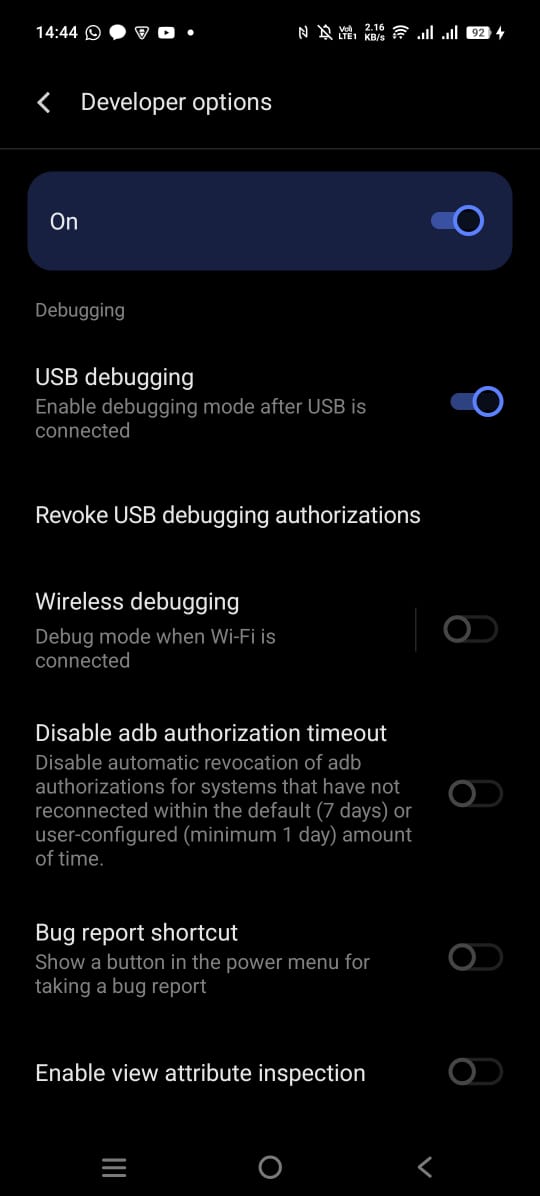 14:44
VoIฺ
LTE1
2.16
KB/s
92
Developer options
On
Debugging
USB debugging
Enable debugging mode after USB is
connected
Revoke USB debugging authorizations
Wireless debugging
Debug mode when Wi-Fi is
connected
Disable adb authorization timeout
Disable automatic revocation of adb
authorizations for systems that have not
reconnected within the default (7 days) or
user-configured (minimum 1 day) amount
of time.
Bug report shortcut
Show a button in the power menu for
taking a bug report
Enable view attribute inspection